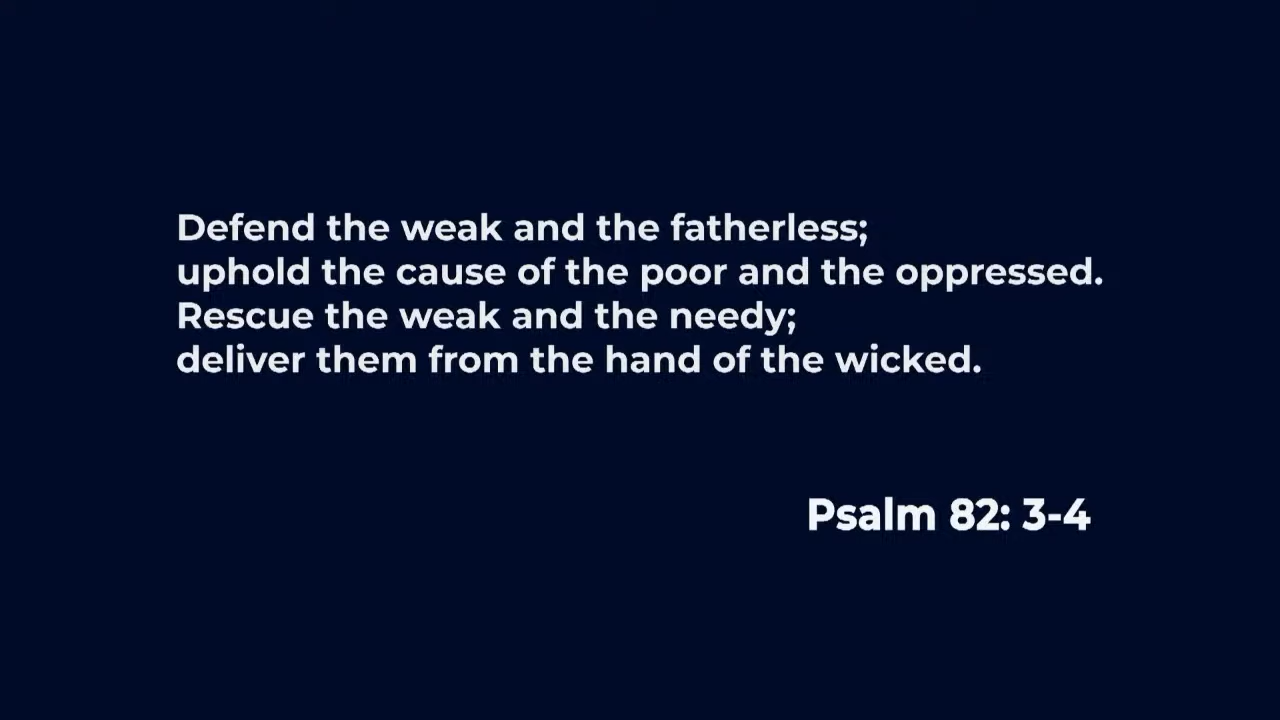 Defend the weak and the fatherless;
uphold the cause of the poor and the oppressed.
Rescue the weak and the needy;
deliver them from the hand of the wicked.
Psalm 82: 3-4